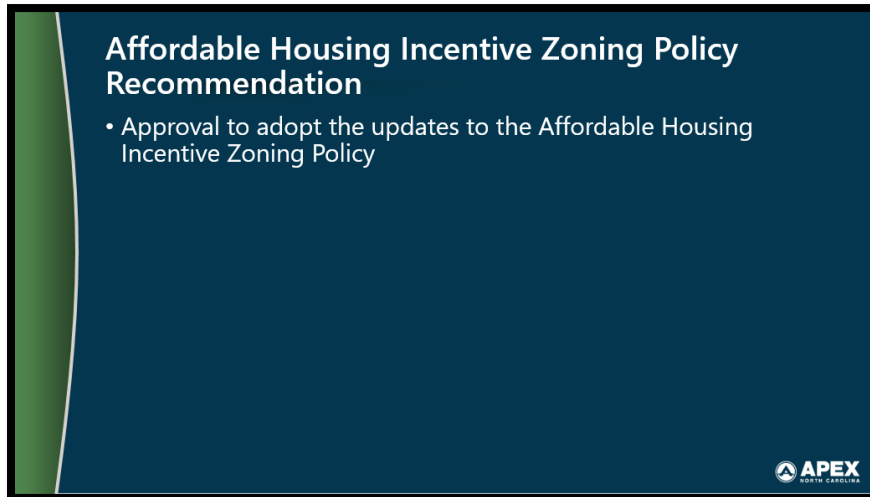 Affordable Housing Incentive Zoning Policy
Recommendation
• Approval to adopt the updates to the Affordable Housing
Incentive Zoning Policy
APEX
NORTH CAROLINA